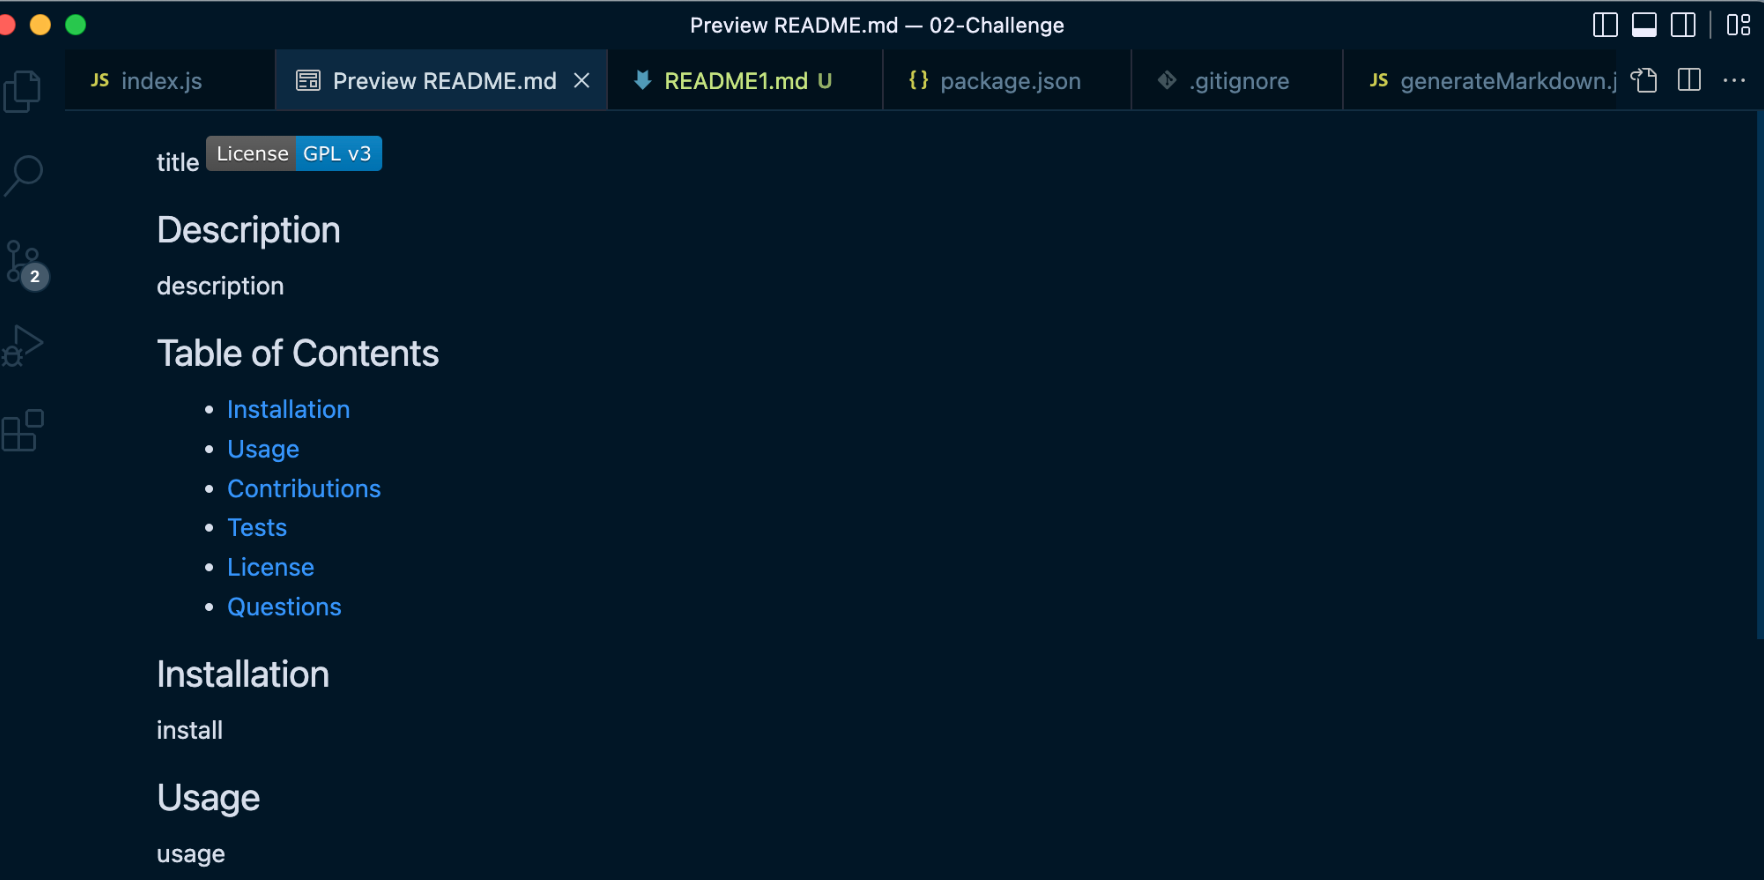 Preview README.md — 02-Challenge
JS index.js
Preview README.md
README1.md U
{} package.json
.gitignore
JS generateMarkdown.j
title License GPL v3
Description
description
Table of Contents
• Installation
• Usage
• Contributions
• Tests
• License
• Questions
Installation
install
Usage
usage
2